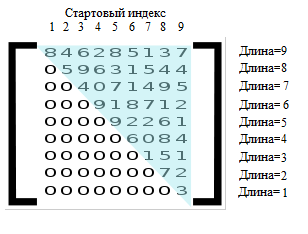 Стартовый индекс
1 2 3 4 5 6 7 8 9
8 4 6 2 8 5 1 3 7 Длина=9
0 5 9 6 3 1 5 4 4 Длина=8
0 0 4 0 7 1 4 9 5 Длина= 7
0 0 0 9 1 8 7 1 2 Длина= 6
0 0 0 0 9 2 2 6 1 Длина=5
0 0 0 0 0 6 0 8 4 Длина=4
0 0 0 0 0 0 1 5 1 Длина=3
0 0 0 0 0 0 0 7 2 Длина=2
0 0 0 0 0 0 0 0 3 Длина= 1